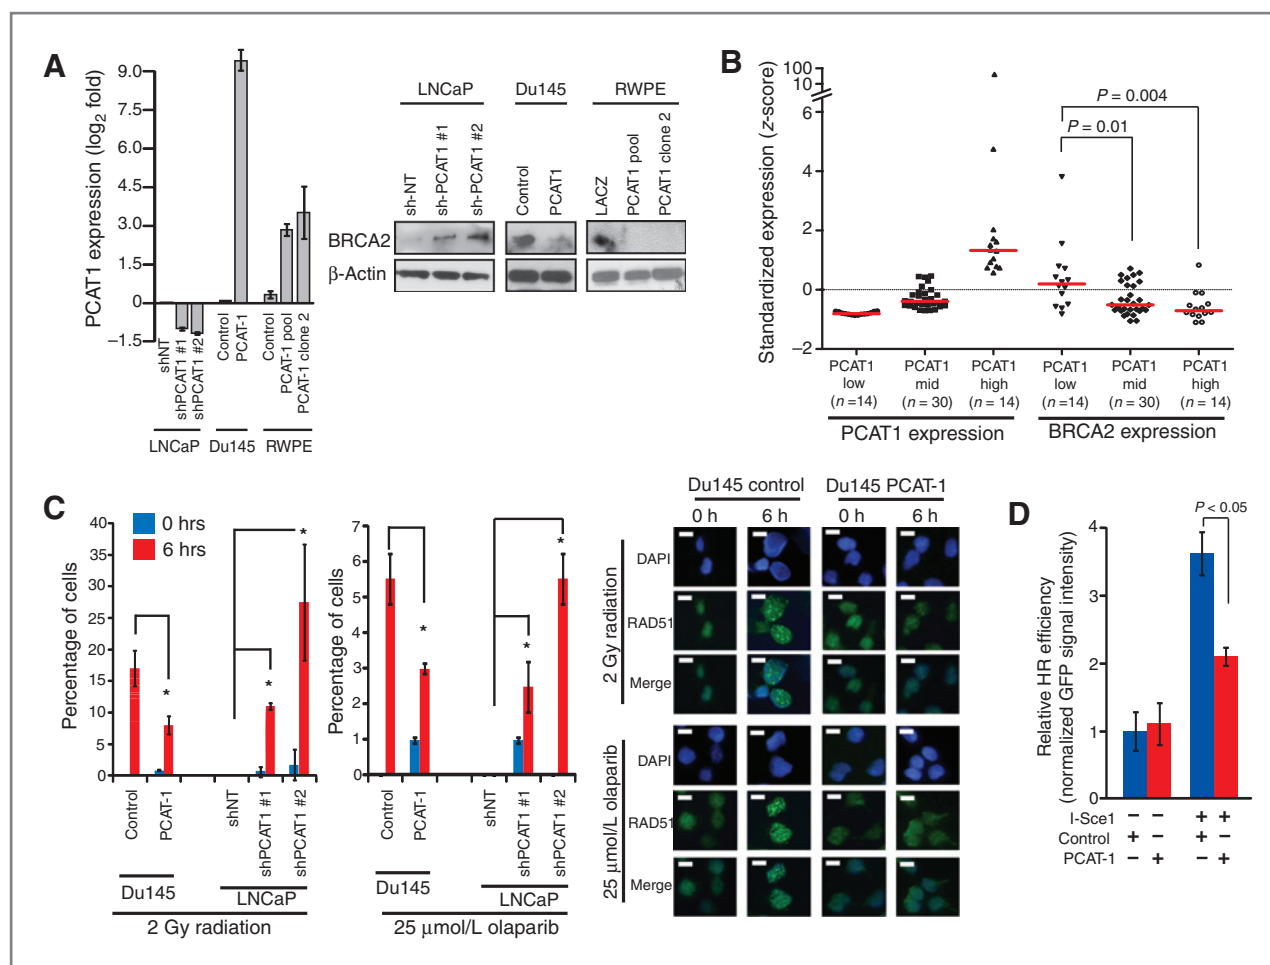 A
PCAT1 expression (log2 fold)
9.0
7.5
6.0
4.5
3.0
1.5
0
−1.5
shNT
shPCAT1 #1
shPCAT1 #2
Control
PCAT-1
Control
PCAT-1 pool
PCAT-1 clone 2
LNCaP
Du145
RWPE
LNCaP
Du145
RWPE
sh-NT
sh-PCAT1 #1
sh-PCAT1 #2
Control
PCAT1
LACZ
PCAT1 pool
PCAT1 clone 2
BRCA2
β-Actin
B
Standardized expression (z-score)
100
10
6
4
2
0
−2
P = 0.004
P = 0.01
PCAT1 low (n =14)
PCAT1 mid (n = 30)
PCAT1 high (n = 14)
PCAT1 low (n =14)
PCAT1 mid (n = 30)
PCAT1 high (n = 14)
PCAT1 expression
BRCA2 expression
C
0 hrs
6 hrs
Percentage of cells
40
35
30
25
20
15
10
5
0
*
*
*
Control
PCAT-1
shNT
shPCAT1 #1
shPCAT1 #2
Du145
LNCaP
2 Gy radiation
Percentage of cells
7
6
5
4
3
2
1
0
*
*
*
Control
PCAT-1
shNT
shPCAT1 #1
shPCAT1 #2
Du145
LNCaP
25 μmol/L olaparib
Du145 control
Du145 PCAT-1
0 h
6 h
0 h
6 h
2 Gy radiation
DAPI
RAD51
Merge
25 μmol/L olaparib
DAPI
RAD51
Merge
D
Relative HR efficiency
(normalized GFP signal intensity)
4
3
2
1
0
P < 0.05
I-Sce1 − − + +
Control + − + −
PCAT-1 − + − +